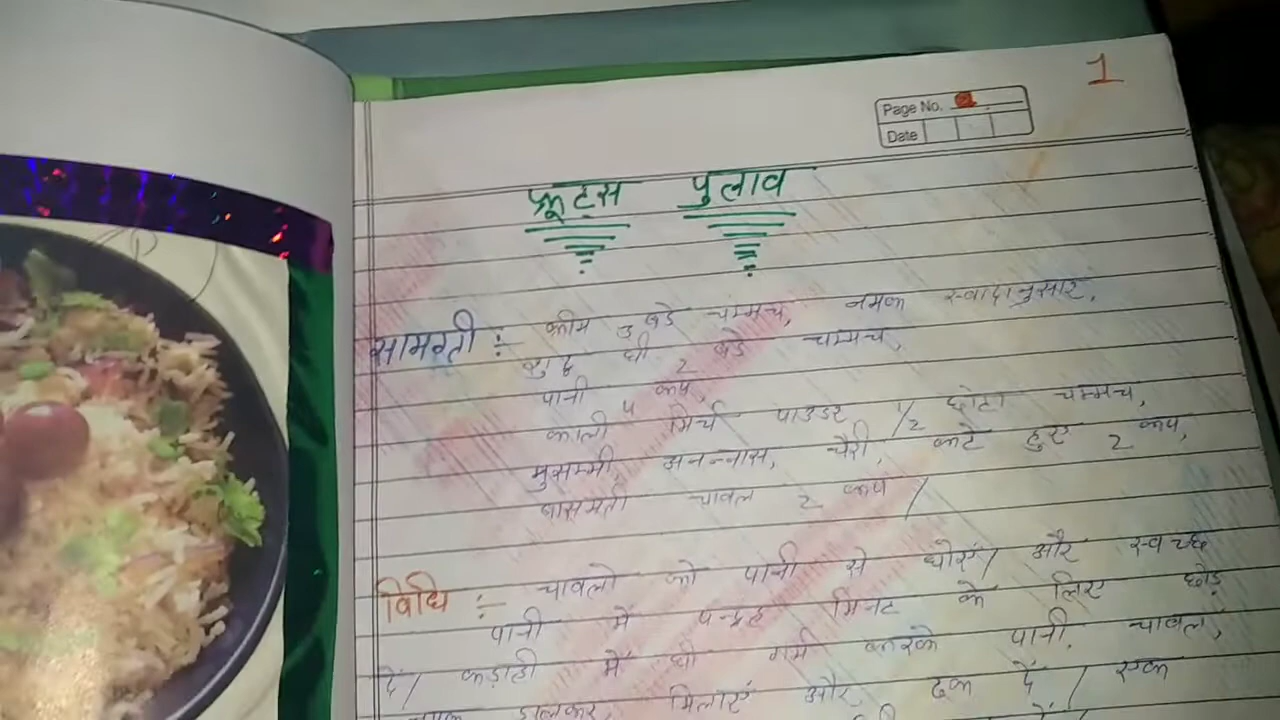 1
Page No.
Date
फ्रूट्स पुलाव
सामग्री :- क्रीम 3 बडे चम्मच, नमक स्वादानुसार,
शुद्ध घी 2 बडे चम्मच,
पानी 4 कप,
काली मिर्च पाउडर 1/2 छोटा चम्मच,
मुसम्मी, अनन्नास, चैरी, कटे हुए 2 कप,
बासमती चावल 2 कप /
विधि :- चावलो को पानी से धोएं/ और स्वच्छ
पानी में पन्द्रह मिनट के लिए छोड़
दें/ कड़ाही में घी गर्म करके पानी, चावल,
नमक डालकर, मिलाएं और ढक दें / एक